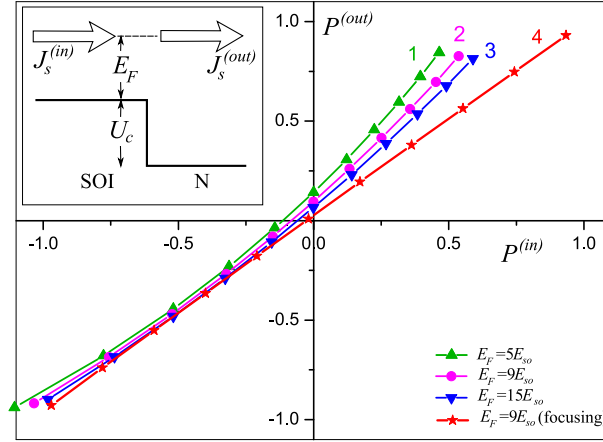 1.0
P^(out)
J_s^(in)
J_s^(out)
E_F
U_c
SOI
N
1
2
3
4
0.5
-1.0
-0.5
0.0
0.5
1.0
P^(in)
-0.5
-1.0
E_F=5E_so
E_F=9E_so
E_F=15E_so
E_F=9E_so (focusing)